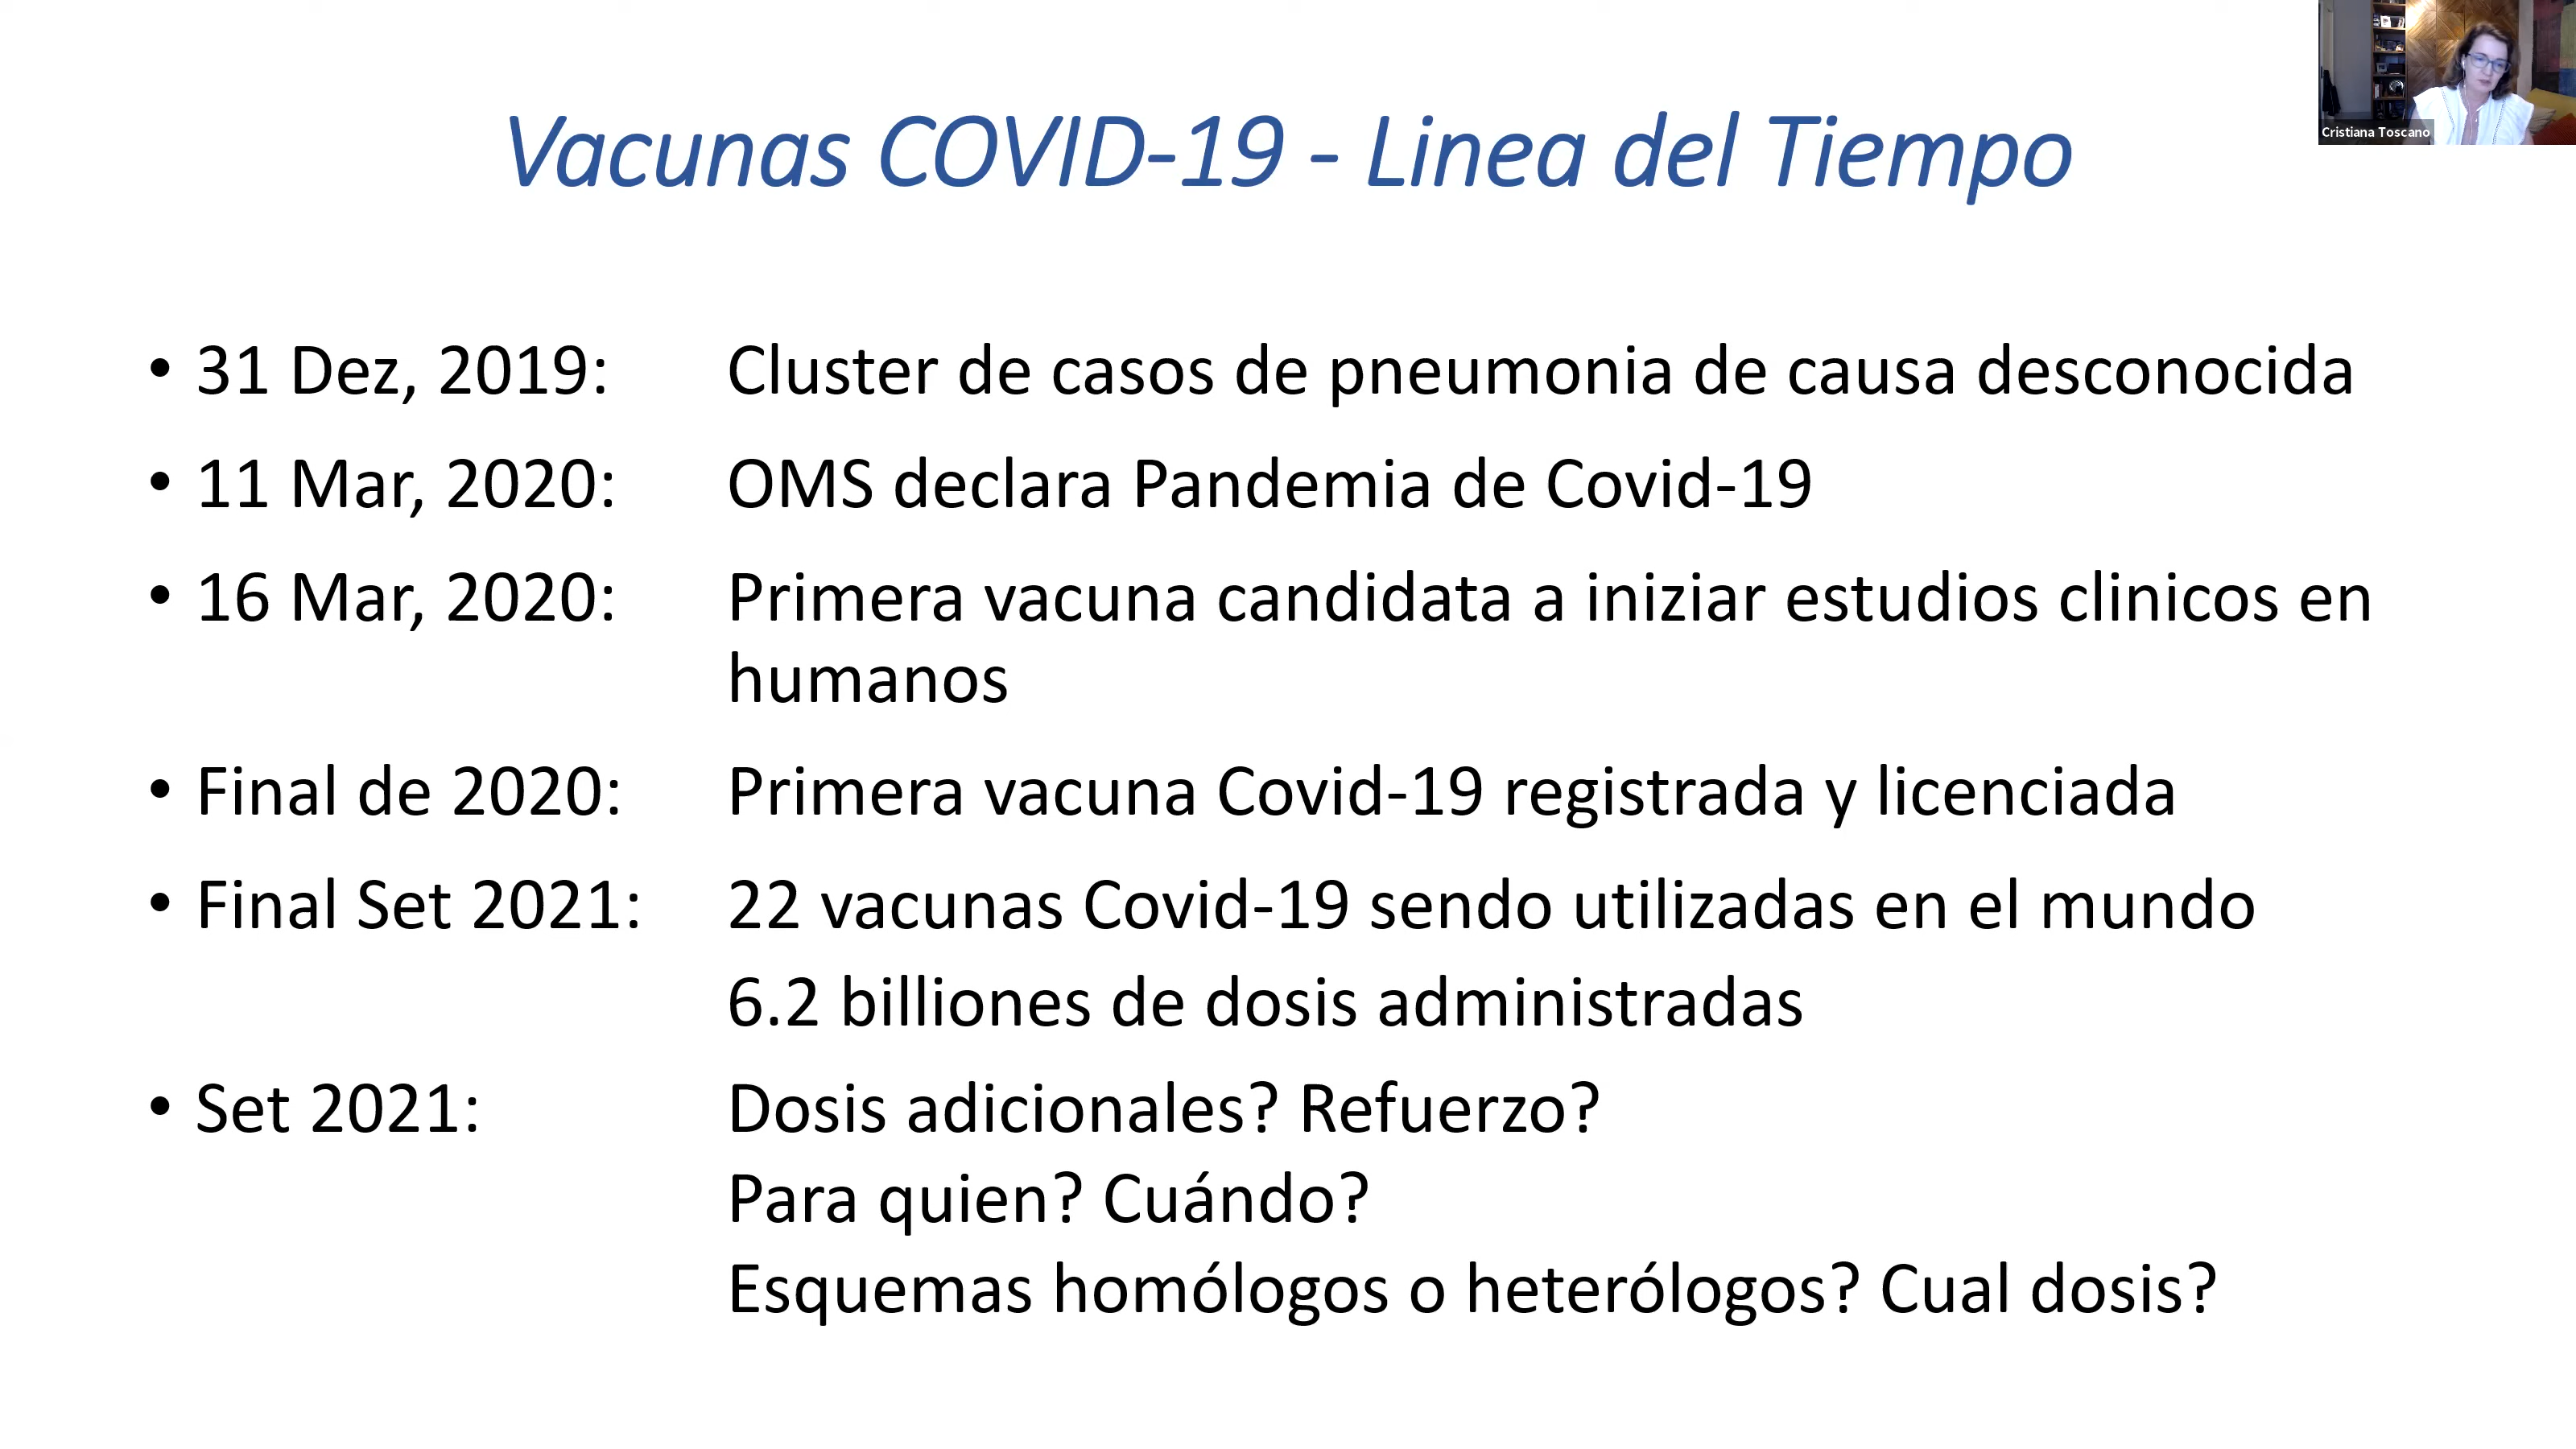 Cristiana Toscano
Vacunas COVID-19 - Linea del Tiempo
• 31 Dez, 2019: Cluster de casos de pneumonia de causa desconocida
• 11 Mar, 2020: OMS declara Pandemia de Covid-19
• 16 Mar, 2020: Primera vacuna candidata a iniziar estudios clinicos en
humanos
• Final de 2020: Primera vacuna Covid-19 registrada y licenciada
• Final Set 2021: 22 vacunas Covid-19 sendo utilizadas en el mundo
6.2 billiones de dosis administradas
• Set 2021: Dosis adicionales? Refuerzo?
Para quien? Cuándo?
Esquemas homólogos o heterólogos? Cual dosis?